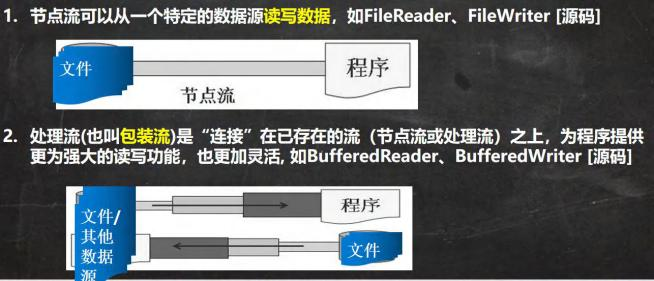 1. 节点流可以从一个特定的数据源读写数据，如FileReader、FileWriter [源码]
文件
程序
节点流
2. 处理流(也叫包装流)是“连接”在已存在的流（节点流或处理流）之上，为程序提供
更为强大的读写功能，也更加灵活, 如BufferedReader、BufferedWriter [源码]
文件/
其他
数据
源
程序
文件